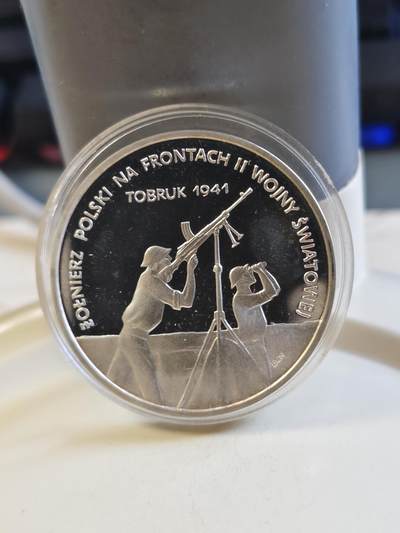 ŻOŁNIERZ POLSKI NA FRONTACH II WOJNY ŚWIATOWEJ
TOBRUK 1941